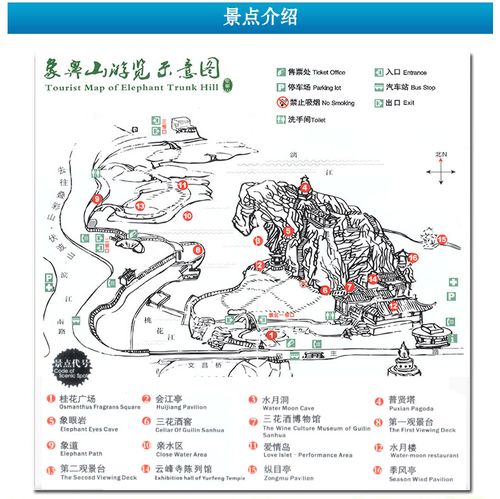 景点介绍
象鼻山游览示意图
Tourist Map of Elephant Trunk Hill
售票处 Ticket Office
入口 Entrance
停车场 Parking lot
汽车站 Bus Stop
禁止吸烟 No Smoking
出口 Exit
洗手间 Toilet
漓江
北N
滨江
南路
桃花江
文昌桥
景点代号
Code of Scenic Spots
1 桂花广场
Osmanthus Fragrans Square
2 会江亭
Huijiang Pavilion
3 水月洞
Water Moon Cave
4 普贤塔
Puxian Pagoda
5 象眼岩
Elephant Eyes Cave
6 三花酒窖
Cellar Of Guilin Sanhua
7 三花酒博物馆
The Wine Culture Museum of Guilin Sanhua
8 第一观景台
The First Viewing Deck
9 象道
Elephant Path
10 亲水区
Close Water Area
11 爱情岛
Love Islet - Performance Area
12 水月楼
Water-moon restaurant
13 第二观景台
The Second Viewing Deck
14 云峰寺陈列馆
Exhibition hall of Yunfeng Temple
15 纵目亭
Zongmu Pavilion
16 季风亭
Season Wind Pavilion